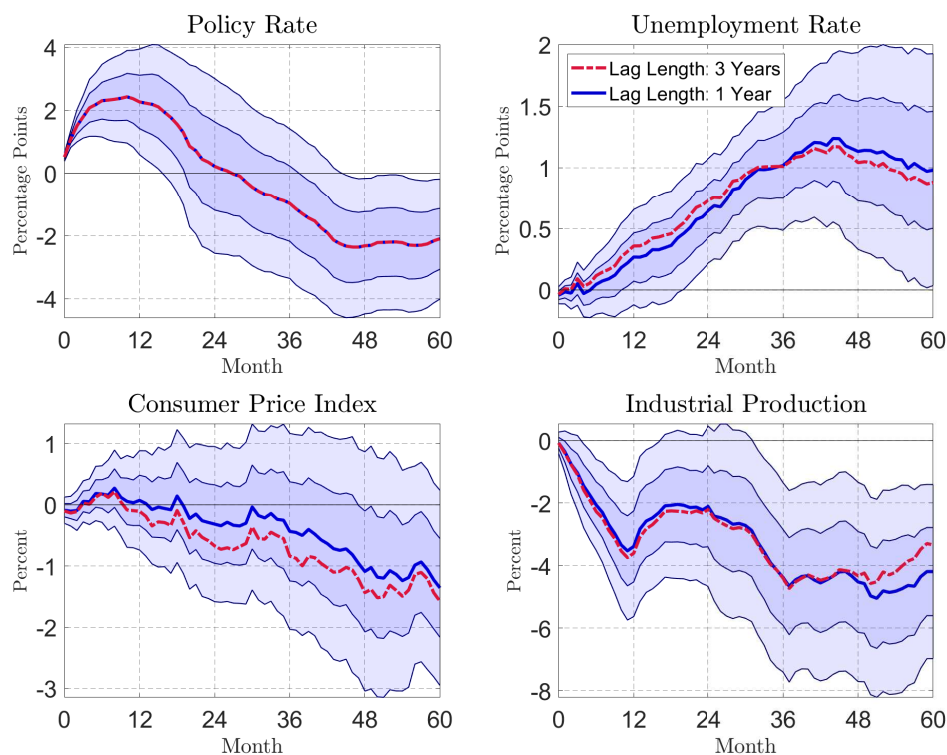 Policy Rate
Percentage Points
4
2
0
-2
-4
0 12 24 36 48 60
Month
Unemployment Rate
Percentage Points
2
1.5
1
0.5
0
Lag Length: 3 Years
Lag Length: 1 Year
0 12 24 36 48 60
Month
Consumer Price Index
Percent
1
0
-1
-2
-3
0 12 24 36 48 60
Month
Industrial Production
Percent
0
-2
-4
-6
-8
0 12 24 36 48 60
Month